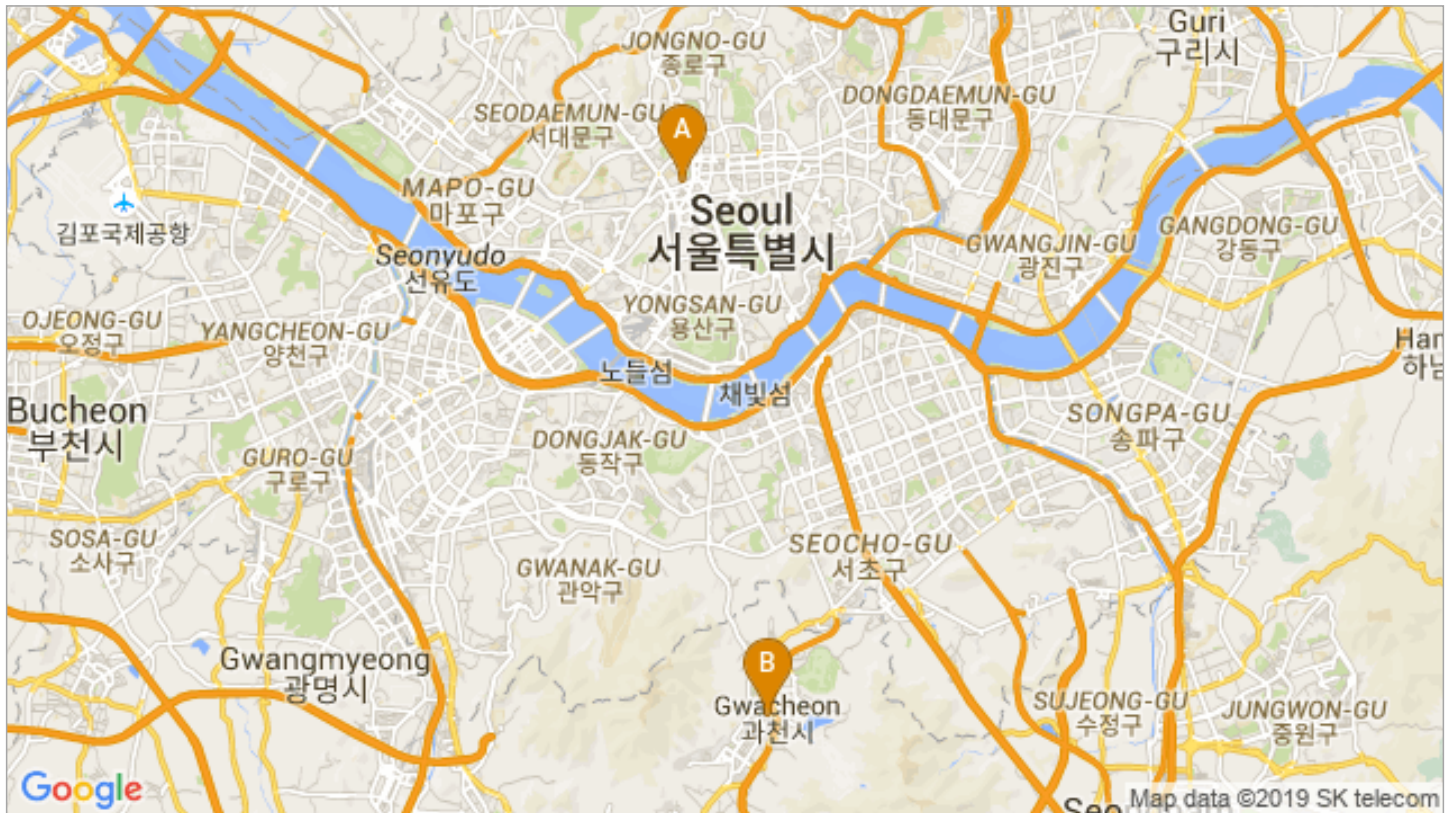 Guri
구리시
JONGNO-GU
종로구
DONGDAEMUN-GU
동대문구
SEODAEMUN-GU
서대문구
A
MAPO-GU
마포구
Seoul
서울특별시
김포국제공항
Seonyudo
선유도
GWANGJIN-GU
광진구
GANGDONG-GU
강동구
OJEONG-GU
오정구
YANGCHEON-GU
양천구
YONGSAN-GU
용산구
Han
하남
노들섬
채빛섬
Bucheon
부천시
SONGPA-GU
송파구
DONGJAK-GU
동작구
GURO-GU
구로구
SOSA-GU
소사구
SEOCHO-GU
서초구
GWANAK-GU
관악구
Gwangmyeong
광명시
B
Gwacheon
과천시
SUJEONG-GU
수정구
JUNGWON-GU
중원구
Google
Map data ©2019 SK telecom